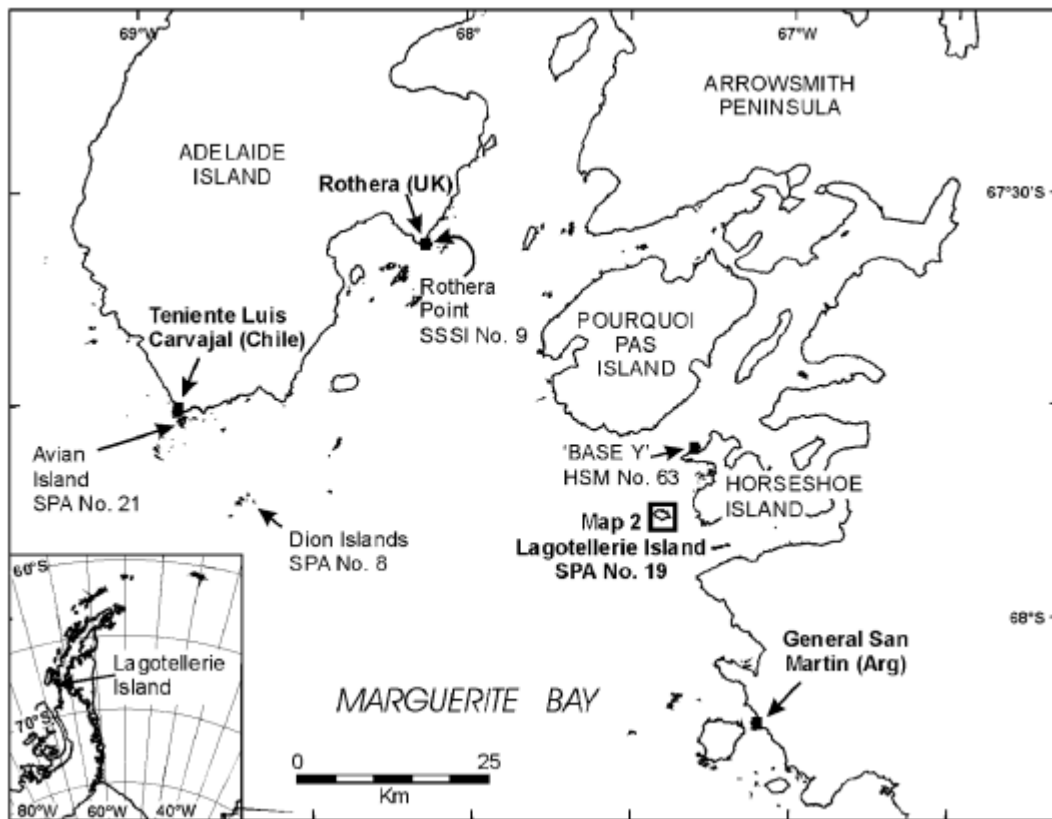 69°W
68°
67°W
ARROWSMITH
PENINSULA
ADELAIDE
ISLAND
Rothera (UK)
67°30'S
Rothera
Point
SSSI No. 9
Teniente Luis
Carvajal (Chile)
POURQUOI
PAS
ISLAND
Avian
Island
SPA No. 21
'BASE Y'
HSM No. 63
HORSESHOE
ISLAND
Dion Islands
SPA No. 8
Map 2
Lagotellerie Island
SPA No. 19
60°S
68°S
General San
Martin (Arg)
Lagotellerie
Island
MARGUERITE BAY
70°S
0 25
Km
80°W 60°W 40°W